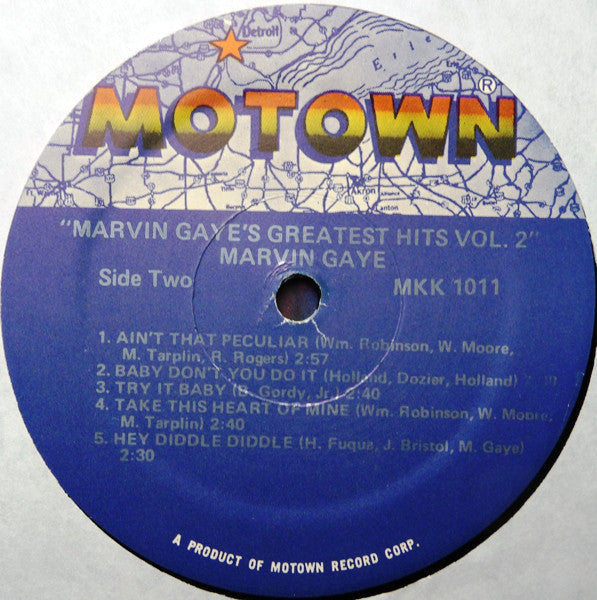 Detroit
Erie
MOTOWN®
Akron
Canton
"MARVIN GAYE'S GREATEST HITS VOL. 2"
MARVIN GAYE
Side Two
MKK 1011
1. AIN'T THAT PECULIAR (Wm. Robinson, W. Moore,
M. Tarplin, R. Rogers) 2:57
2. BABY DON'T YOU DO IT (Holland, Dozier, Holland)
3. TRY IT BABY (B. Gordy, Jr.) 2:40
4. TAKE THIS HEART OF MINE (Wm. Robinson, W. Moore,
M. Tarplin) 2:40
5. HEY DIDDLE DIDDLE (H. Fuqua, J. Bristol, M. Gaye)
2:30
A PRODUCT OF MOTOWN RECORD CORP.